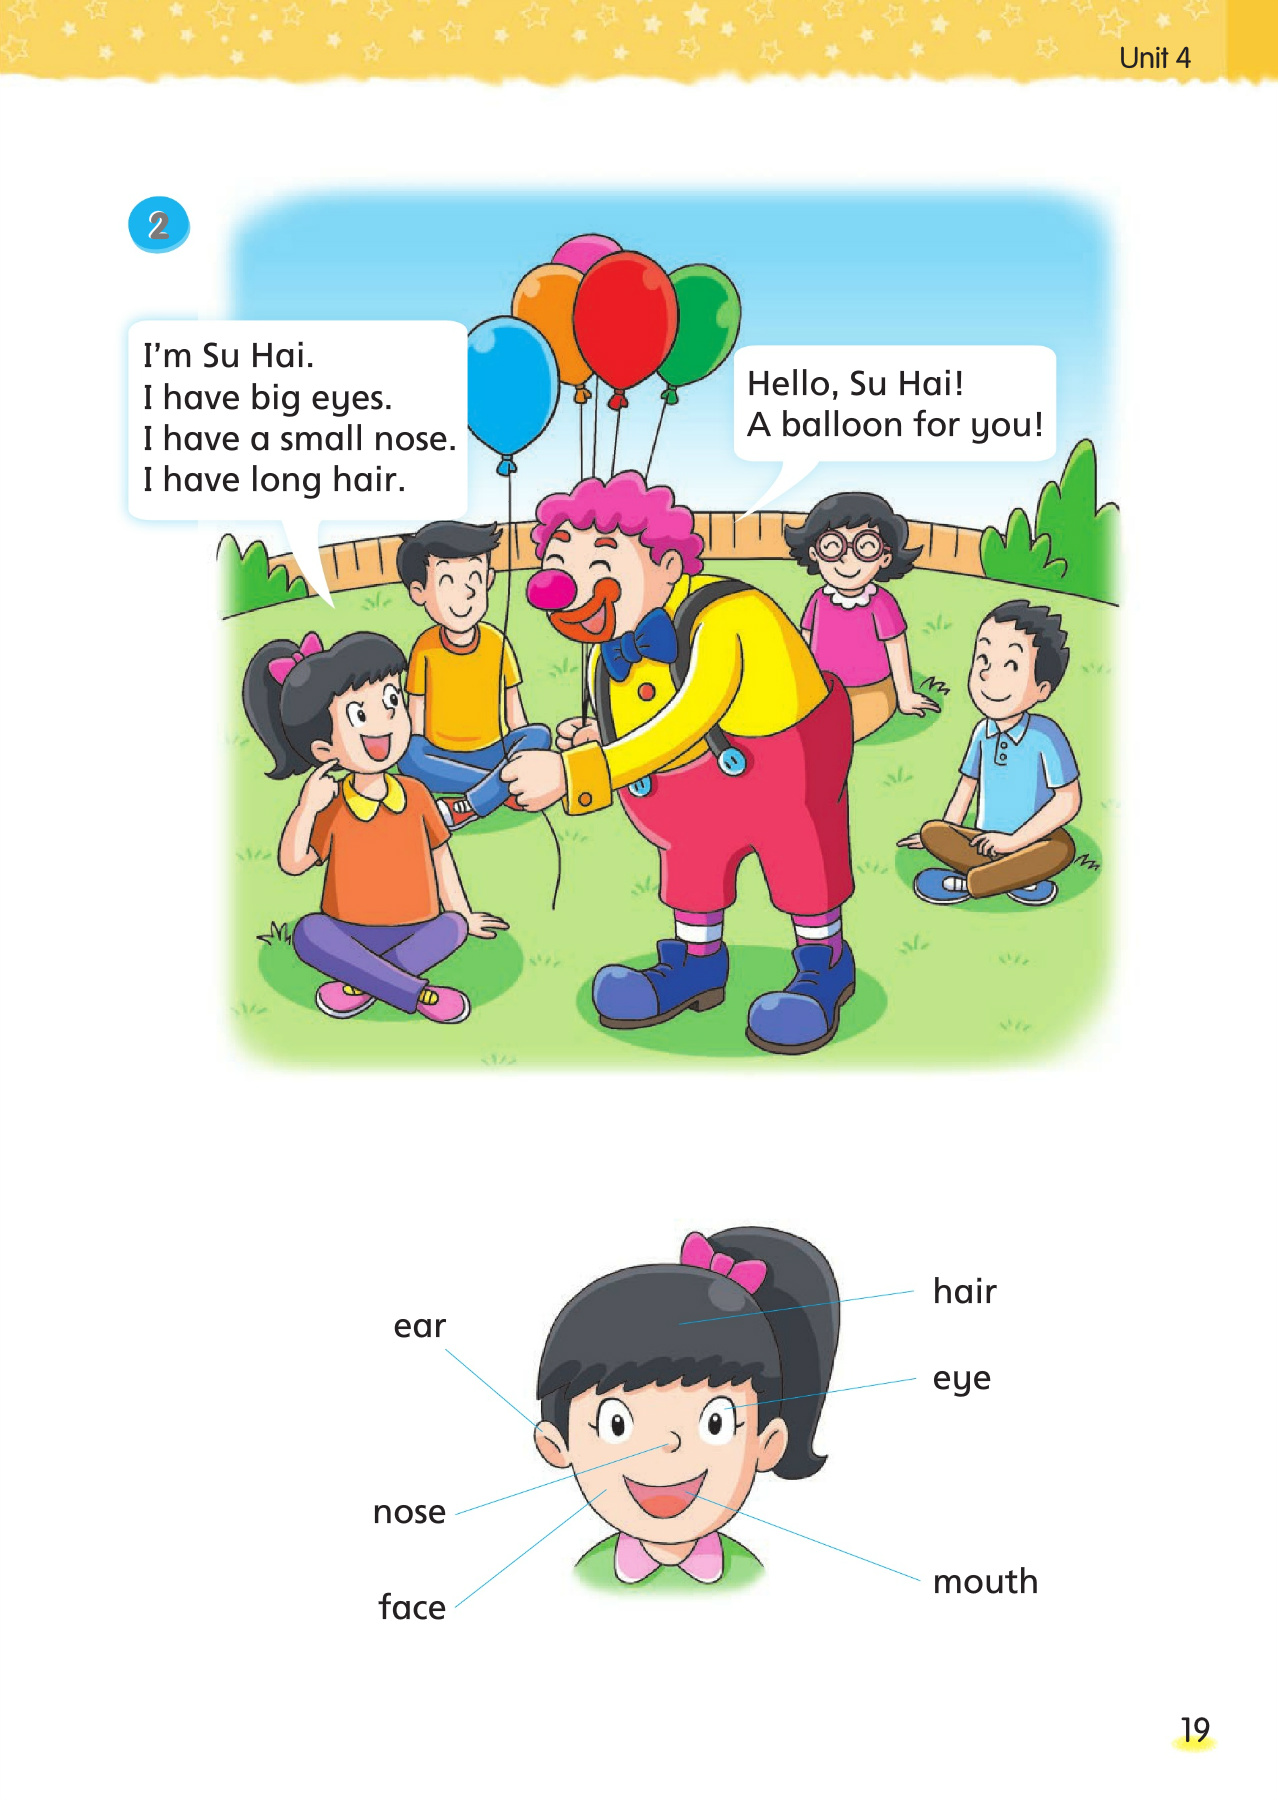 Unit 4
2
I'm Su Hai.
I have big eyes.
I have a small nose.
I have long hair.
Hello, Su Hai!
A balloon for you!
hair
ear
eye
nose
mouth
face
19